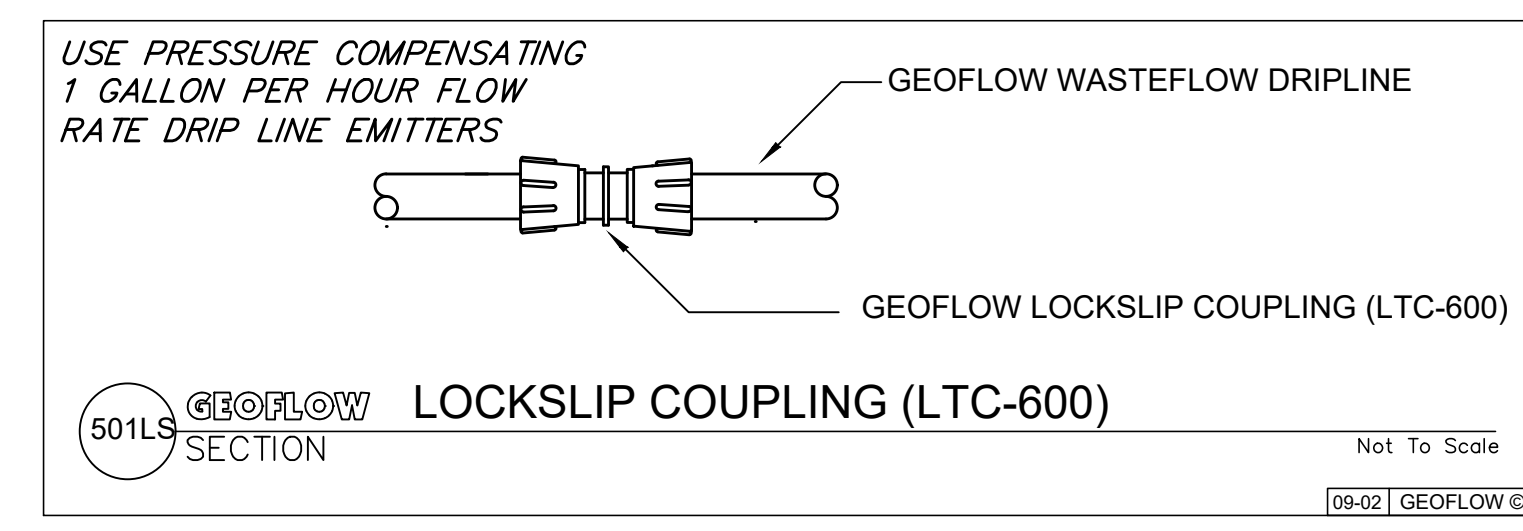 USE PRESSURE COMPENSATING
1 GALLON PER HOUR FLOW
RATE DRIP LINE EMITTERS
GEOFLOW WASTEFLOW DRIPLINE
GEOFLOW LOCKSLIP COUPLING (LTC-600)
501LS GEOFLOW LOCKSLIP COUPLING (LTC-600)
SECTION
Not To Scale
09-02 GEOFLOW ©